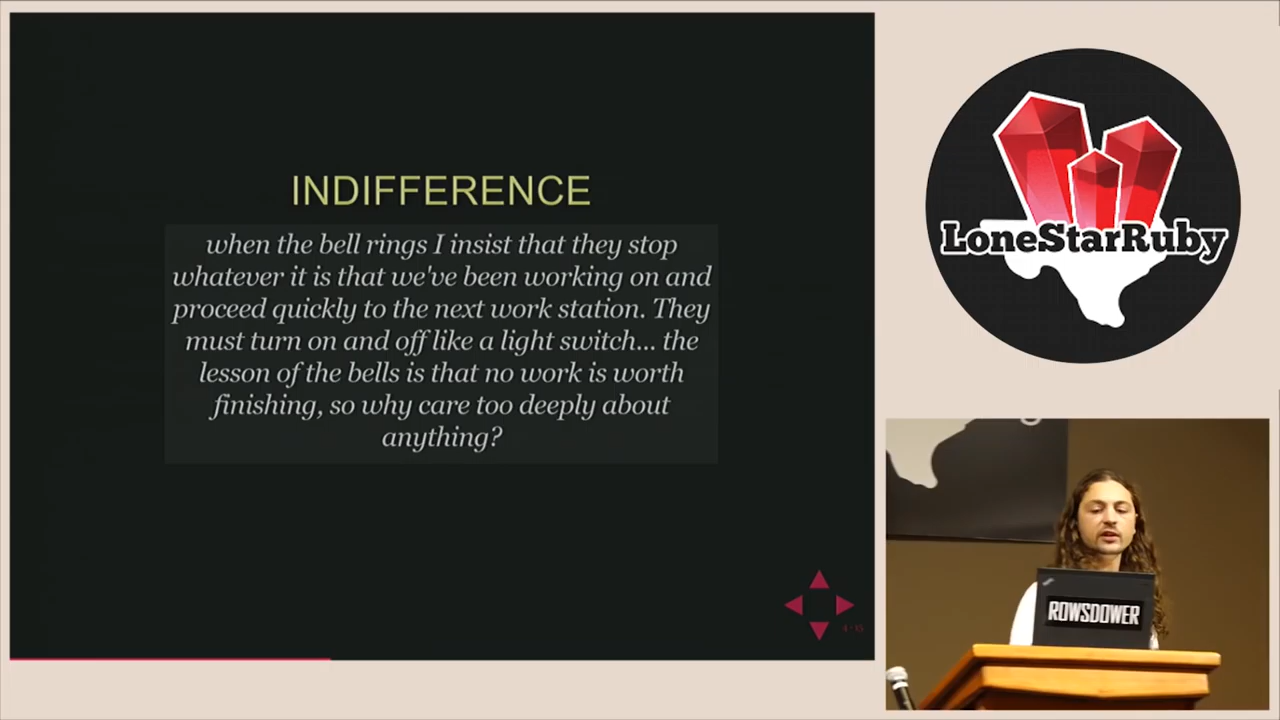 INDIFFERENCE
when the bell rings I insist that they stop
whatever it is that we've been working on and
proceed quickly to the next work station. They
must turn on and off like a light switch... the
lesson of the bells is that no work is worth
finishing, so why care too deeply about
anything?
LoneStarRuby
ROWSDOWER